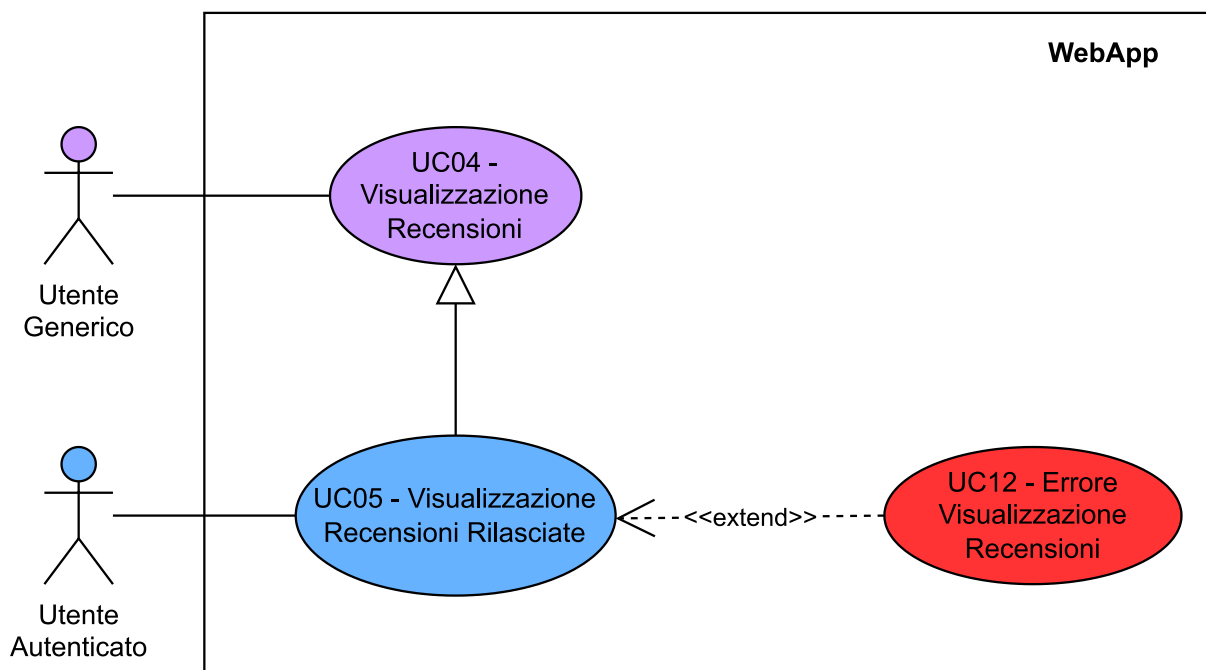 WebApp
UC04 -
Visualizzazione
Recensioni
Utente
Generico
UC05 - Visualizzazione
Recensioni Rilasciate
<<extend>>
UC12 - Errore
Visualizzazione
Recensioni
Utente
Autenticato